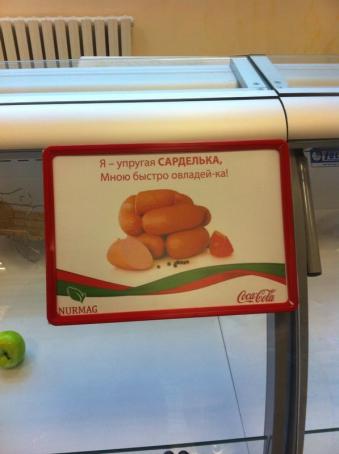 Я – упругая САРДЕЛЬКА,
Мною быстро овладей-ка!
NURMAG
Coca-Cola